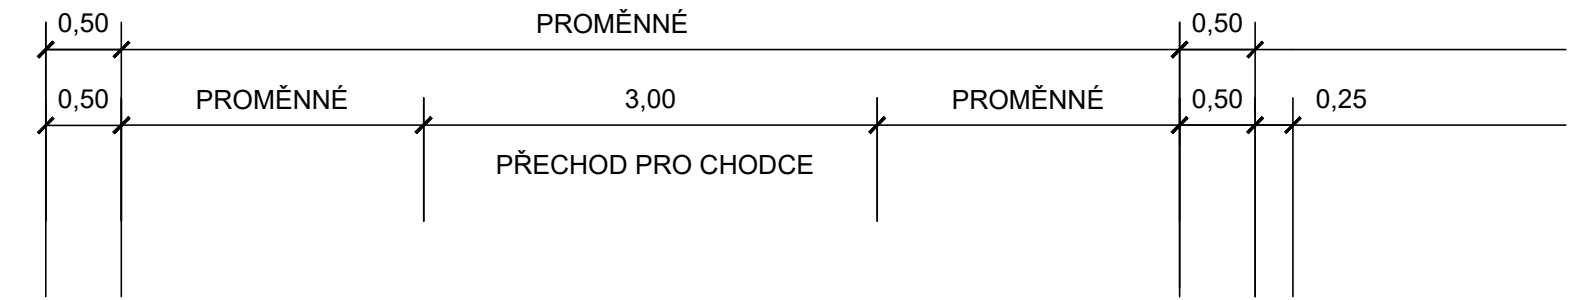 0,50 PROMĚNNÉ 0,50
0,50 PROMĚNNÉ 3,00 PROMĚNNÉ 0,50 0,25
PŘECHOD PRO CHODCE